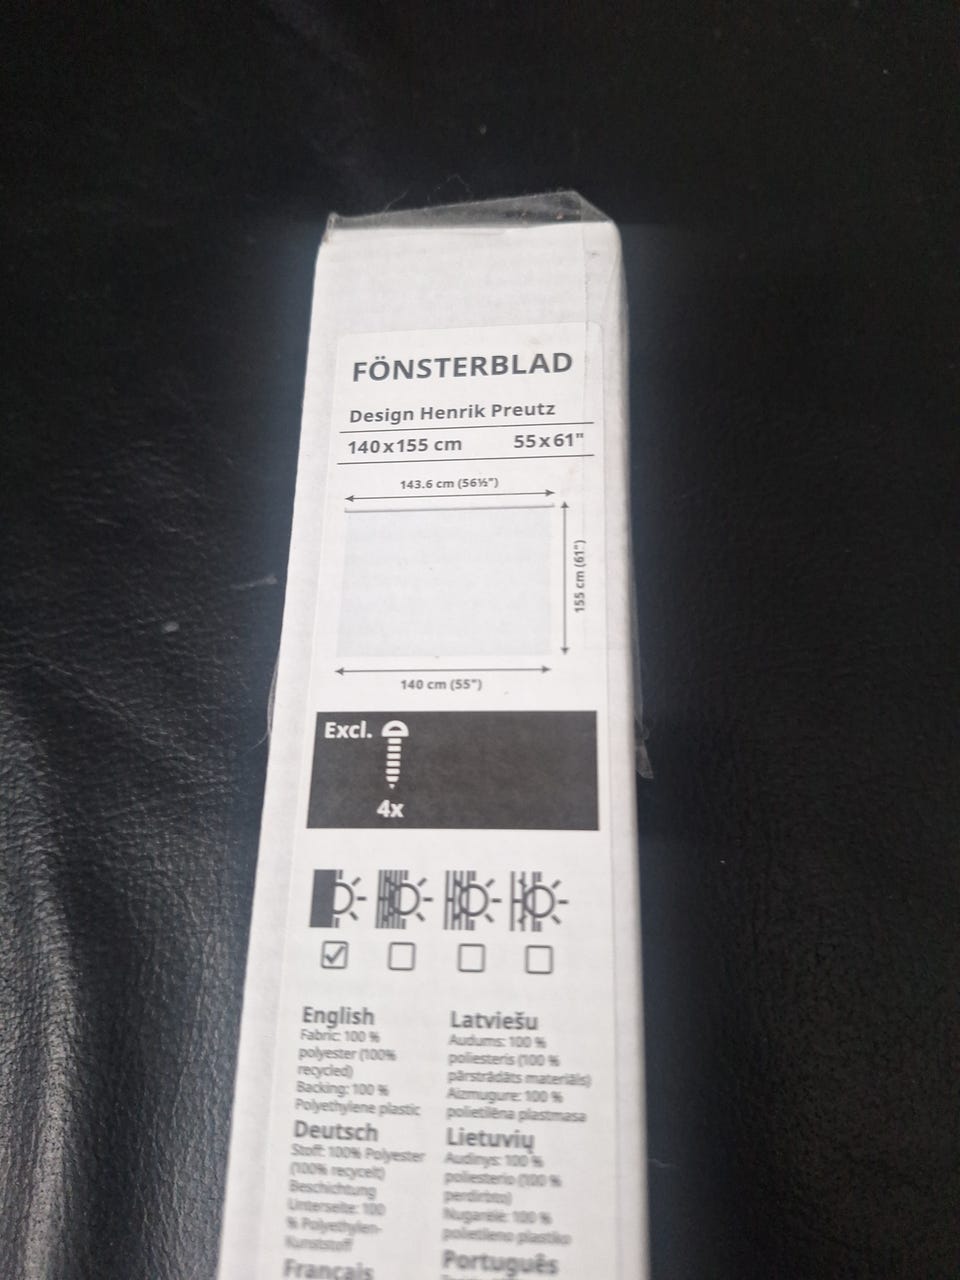 FÖNSTERBLAD
Design Henrik Preutz
140x155 cm 55x61"
143.6 cm (56½")
155 cm (61")
140 cm (55")
Excl.
4x
English
Fabric: 100 %
polyester (100%
recycled)
Backing: 100 %
Polyethylene plastic
Deutsch
Stoff: 100% Polyester
(100% recycelt)
Beschichtung
Unterseite: 100
% Polyethylen-
Kunststoff
Français
Latviešu
Audums: 100 %
poliesteris (100 %
pārstrādāts materiāls)
Aizmugure: 100 %
polietilēna plastmasa
Lietuvių
Audinys: 100 %
poliesterio (100 %
perdirbto)
Nugarėlė: 100 %
polietileno plastiko
Português